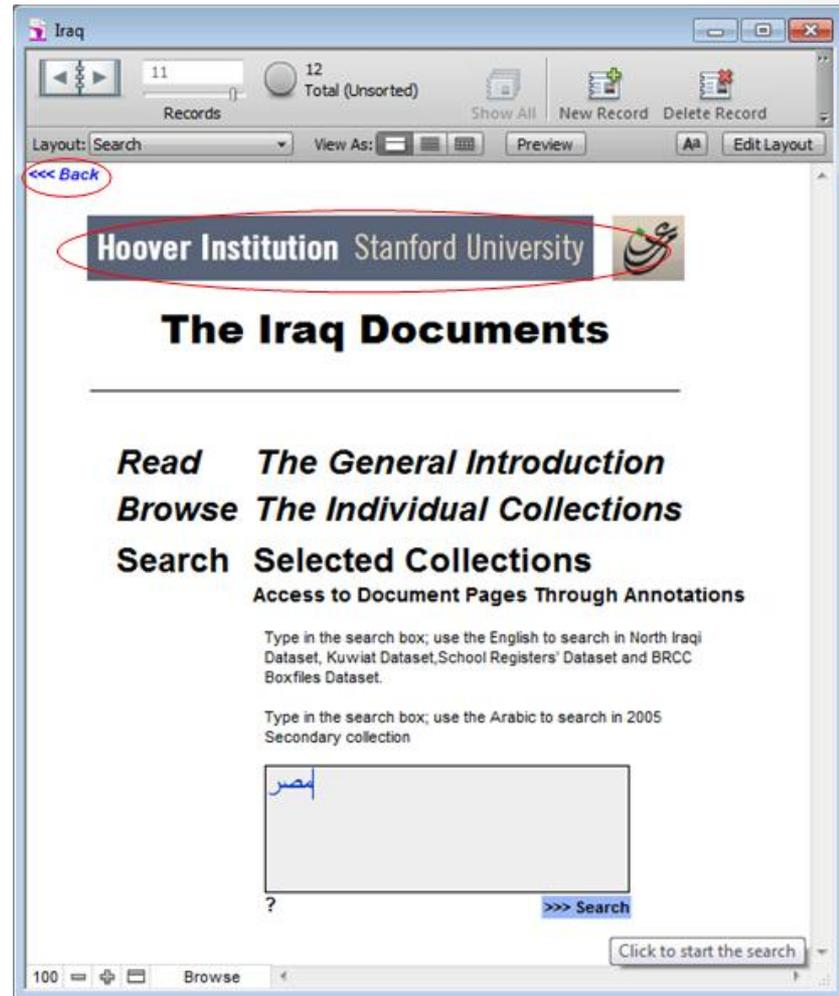 Iraq
11
12
Total (Unsorted)
Records
Show All
New Record
Delete Record
Layout: Search
View As:
Preview
Aa
Edit Layout
<<< Back
Hoover Institution Stanford University
The Iraq Documents
Read The General Introduction
Browse The Individual Collections
Search Selected Collections
Access to Document Pages Through Annotations
Type in the search box; use the English to search in North Iraqi
Dataset, Kuwiat Dataset,School Registers' Dataset and BRCC
Boxfiles Dataset.
Type in the search box; use the Arabic to search in 2005
Secondary collection
مصر
?
>>> Search
Click to start the search
100
Browse